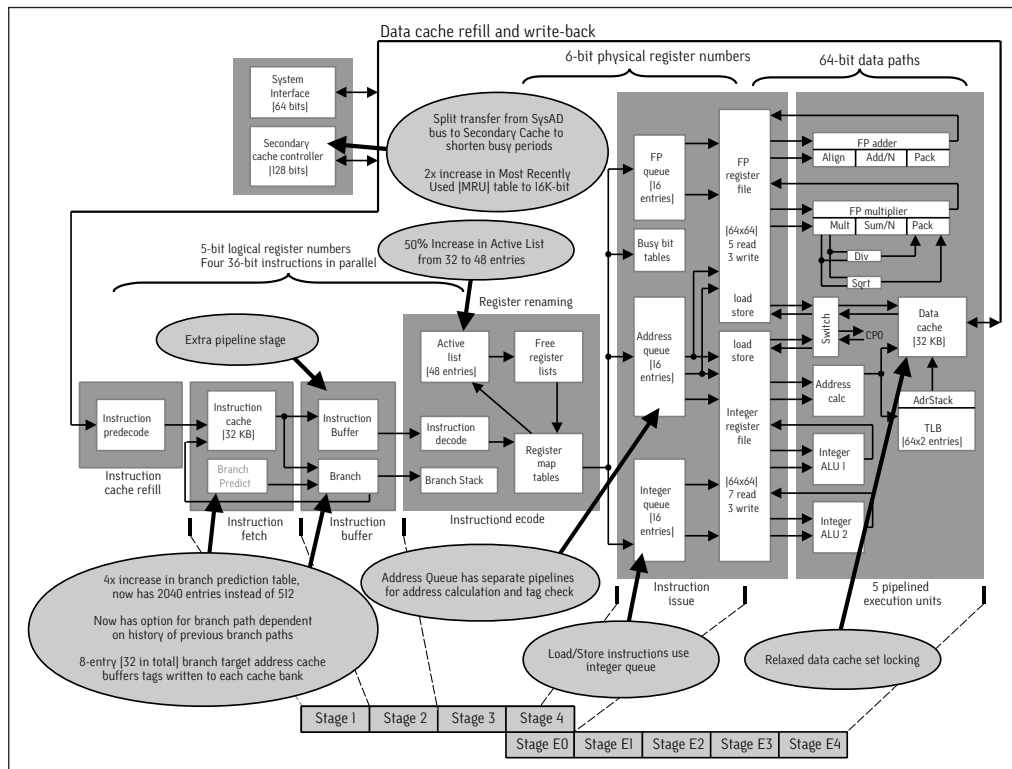 Data cache refill and write-back
6-bit physical register numbers
64-bit data paths
System
Interface
[64 bits]
Secondary
cache controller
[128 bits]
Split transfer from SysAD
bus to Secondary Cache to
shorten busy periods
2x increase in Most Recently
Used [MRU] table to 16K-bit
5-bit logical register numbers
Four 36-bit instructions in parallel
50% Increase in Active List
from 32 to 48 entries
Extra pipeline stage
Register renaming
Active
list
[48 entries]
Free
register
lists
Instruction
predecode
Instruction
cache
[32 KB]
Instruction
Buffer
Instruction
decode
Register
map
tables
Branch
Predict
Branch
Branch Stack
Instruction
cache refill
Instruction
fetch
Instruction
buffer
Instructiond ecode
FP
queue
[16
entries]
Busy bit
tables
Address
queue
[16
entries]
Integer
queue
[16
entries]
FP
register
file
[64x64]
5 read
3 write
load
store
load
store
Integer
register
file
[64x64]
7 read
3 write
FP adder
Align
Add/N
Pack
FP multiplier
Mult
Sum/N
Pack
Div
Sqrt
Switch
CP0
Data
cache
[32 KB]
Address
calc
AdrStack
TLB
[64x2 entries]
Integer
ALU 1
Integer
ALU 2
Instruction
issue
5 pipelined
execution units
4x increase in branch prediction table,
now has 2040 entries instead of 512
Now has option for branch path dependent
on history of previous branch paths
8-entry [32 in total] branch target address cache
buffers tags written to each cache bank
Address Queue has separate pipelines
for address calculation and tag check
Load/Store instructions use
integer queue
Relaxed data cache set locking
Stage 1
Stage 2
Stage 3
Stage 4
Stage E0
Stage E1
Stage E2
Stage E3
Stage E4